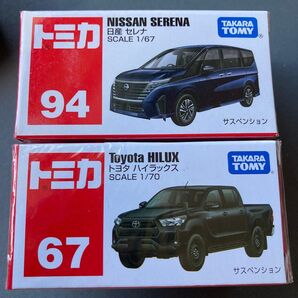 トミカ
94
NISSAN SERENA
日産 セレナ
SCALE 1/67
TAKARA
TOMY
サスペンション
トミカ
67
Toyota HILUX
トヨタ ハイラックス
SCALE 1/70
TAKARA
TOMY
サスペンション